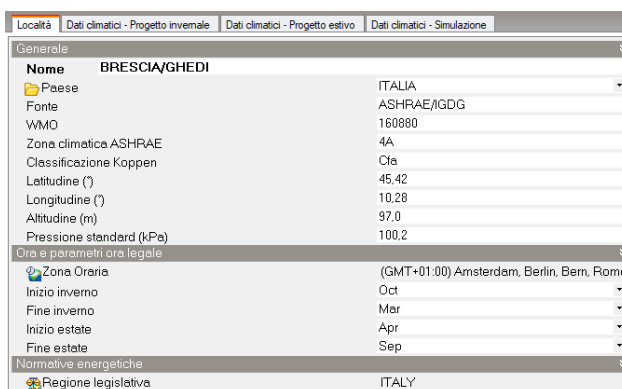 Località Dati climatici - Progetto invernale Dati climatici - Progetto estivo Dati climatici - Simulazione
Generale
Nome BRESCIA/GHEDI
Paese ITALIA
Fonte ASHRAE/IGDG
WMO 160880
Zona climatica ASHRAE 4A
Classificazione Koppen Cfa
Latitudine (°) 45,42
Longitudine (°) 10,28
Altitudine (m) 97,0
Pressione standard (kPa) 100,2
Ora e parametri ora legale
Zona Oraria (GMT+01:00) Amsterdam, Berlin, Bern, Rome
Inizio inverno Oct
Fine inverno Mar
Inizio estate Apr
Fine estate Sep
Normative energetiche
Regione legislativa ITALY